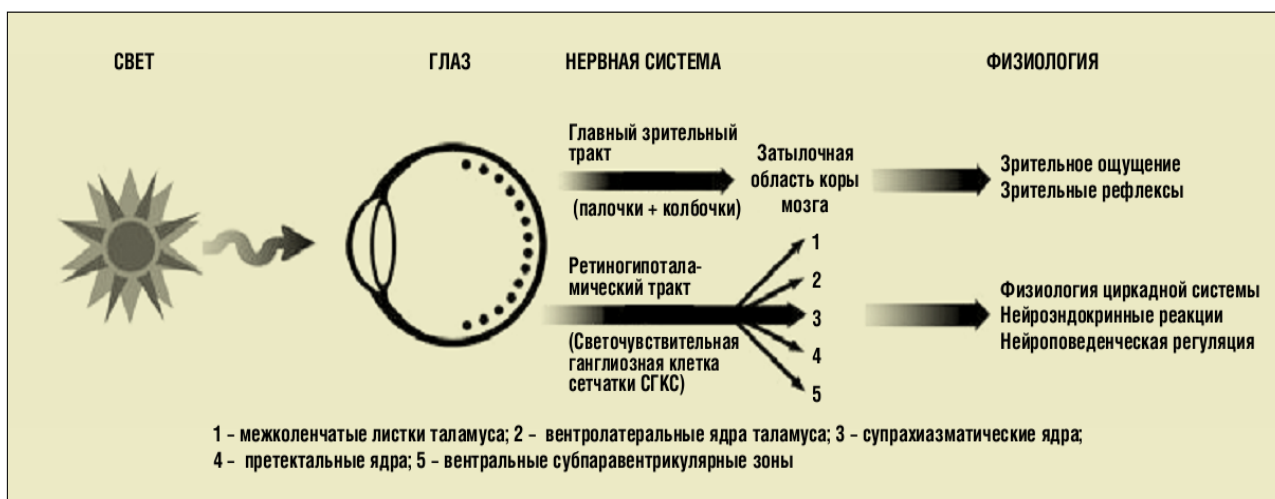 СВЕТ
ГЛАЗ
НЕРВНАЯ СИСТЕМА
ФИЗИОЛОГИЯ
Главный зрительный
тракт
(палочки + колбочки)
Затылочная
область коры
мозга
Зрительное ощущение
Зрительные рефлексы
Ретиногипотала-
мический тракт
(Светочувствительная
ганглиозная клетка
сетчатки СГКС)
1
2
3
4
5
Физиология циркадной системы
Нейроэндокринные реакции
Нейроповеденческая регуляция
1 – межколенчатые листки таламуса; 2 – вентролатеральные ядра таламуса; 3 – супрахиазматические ядра;
4 – претектальные ядра; 5 – вентральные субпаравентрикулярные зоны